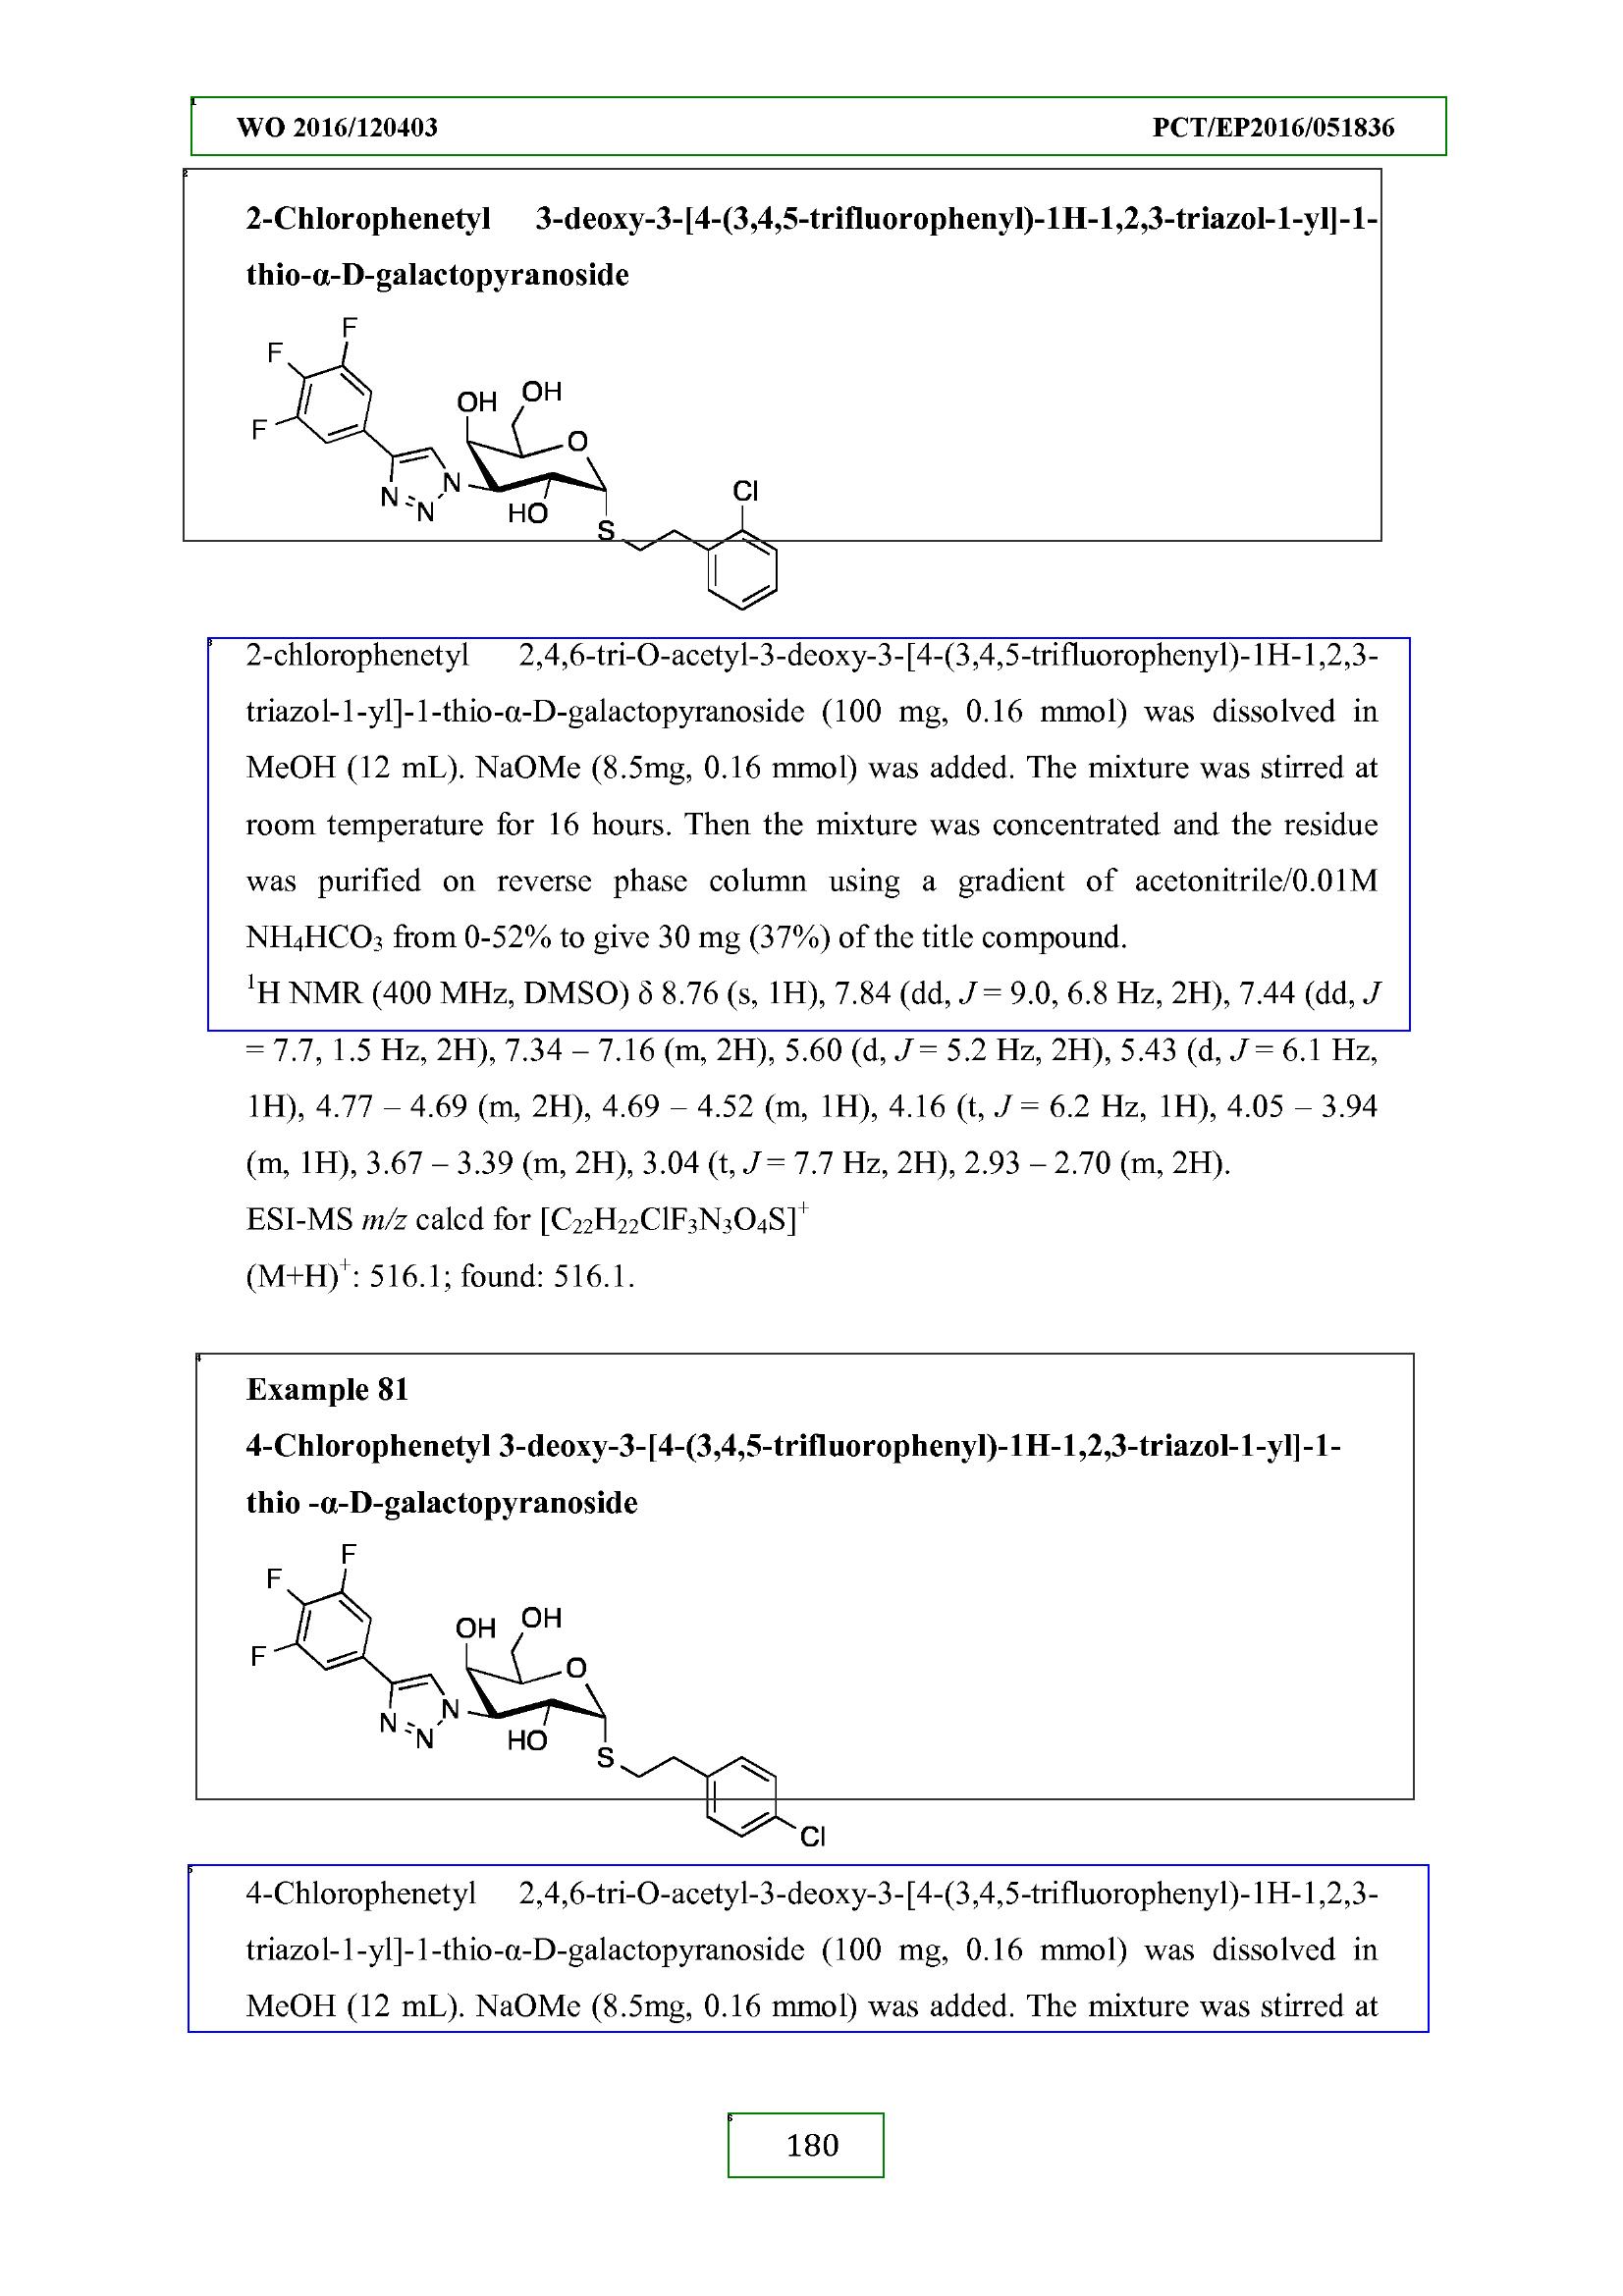 WO 2016/120403 PCT/EP2016/051836
2-Chlorophenetyl 3-deoxy-3-[4-(3,4,5-trifluorophenyl)-1H-1,2,3-triazol-1-yl]-1-
thio-α-D-galactopyranoside
F
F
F
OH
OH
O
N
N
N
HO
S
Cl
2-chlorophenetyl 2,4,6-tri-O-acetyl-3-deoxy-3-[4-(3,4,5-trifluorophenyl)-1H-1,2,3-
triazol-1-yl]-1-thio-α-D-galactopyranoside (100 mg, 0.16 mmol) was dissolved in
MeOH (12 mL). NaOMe (8.5mg, 0.16 mmol) was added. The mixture was stirred at
room temperature for 16 hours. Then the mixture was concentrated and the residue
was purified on reverse phase column using a gradient of acetonitrile/0.01M
NH₄HCO₃ from 0-52% to give 30 mg (37%) of the title compound.
¹H NMR (400 MHz, DMSO) δ 8.76 (s, 1H), 7.84 (dd, J = 9.0, 6.8 Hz, 2H), 7.44 (dd, J
= 7.7, 1.5 Hz, 2H), 7.34 – 7.16 (m, 2H), 5.60 (d, J = 5.2 Hz, 2H), 5.43 (d, J = 6.1 Hz,
1H), 4.77 – 4.69 (m, 2H), 4.69 – 4.52 (m, 1H), 4.16 (t, J = 6.2 Hz, 1H), 4.05 – 3.94
(m, 1H), 3.67 – 3.39 (m, 2H), 3.04 (t, J = 7.7 Hz, 2H), 2.93 – 2.70 (m, 2H).
ESI-MS m/z calcd for [C₂₂H₂₂ClF₃N₃O₄S]⁺
(M+H)⁺: 516.1; found: 516.1.
Example 81
4-Chlorophenetyl 3-deoxy-3-[4-(3,4,5-trifluorophenyl)-1H-1,2,3-triazol-1-yl]-1-
thio -α-D-galactopyranoside
F
F
F
OH
OH
O
N
N
N
HO
S
Cl
4-Chlorophenetyl 2,4,6-tri-O-acetyl-3-deoxy-3-[4-(3,4,5-trifluorophenyl)-1H-1,2,3-
triazol-1-yl]-1-thio-α-D-galactopyranoside (100 mg, 0.16 mmol) was dissolved in
MeOH (12 mL). NaOMe (8.5mg, 0.16 mmol) was added. The mixture was stirred at
180